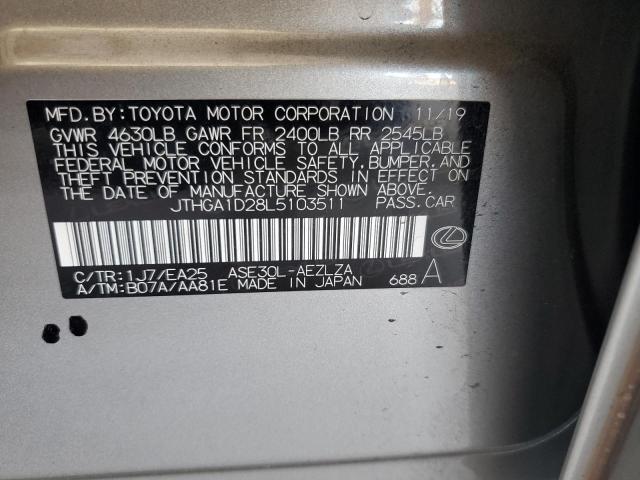 MFD. BY: TOYOTA MOTOR CORPORATION 11/19
GVWR 4630LB GAWR FR 2400LB RR 2545LB
THIS VEHICLE CONFORMS TO ALL APPLICABLE
FEDERAL MOTOR VEHICLE SAFETY, BUMPER, AND
THEFT PREVENTION STANDARDS IN EFFECT ON
THE DATE OF MANUFACTURE SHOWN ABOVE.
JTHGA1D28L5103511 PASS. CAR
C/TR: 1J7/EA25 ASE30L-AEZLZA
A/TM: B07A/AA81E MADE IN JAPAN 688 A